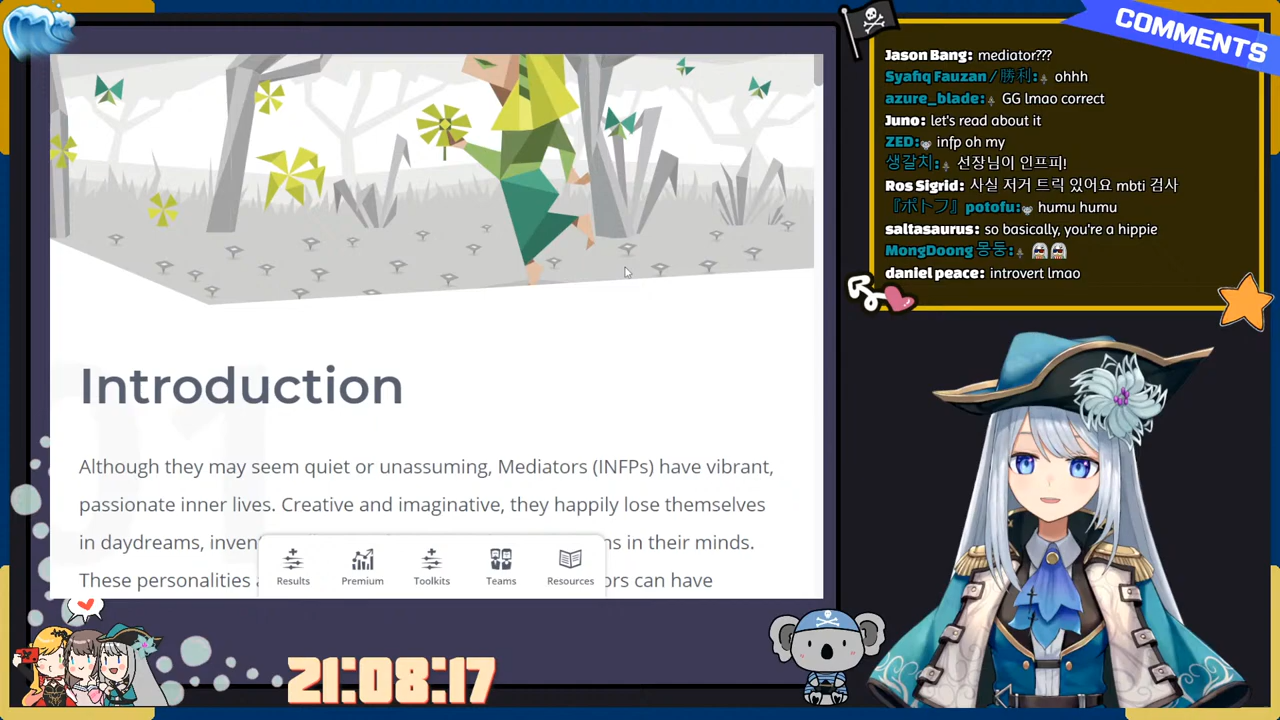 COMMENTS
Jason Bang: mediator???
Syafiq Fauzan / 勝利: ohhh
azure_blade: GG lmao correct
Juno: let's read about it
ZED: infp oh my
생갈치: 선장님이 인프피!
Ros Sigrid: 사실 저거 트릭 있어요 mbti 검사
『ポトフ』potofu: humu humu
saltasaurus: so basically, you're a hippie
MongDoong 몽둥:
daniel peace: introvert lmao
Introduction
Although they may seem quiet or unassuming, Mediators (INFPs) have vibrant,
passionate inner lives. Creative and imaginative, they happily lose themselves
in daydreams, inven ns in their minds.
These personalities ors can have
Results Premium Toolkits Teams Resources
21:08:17